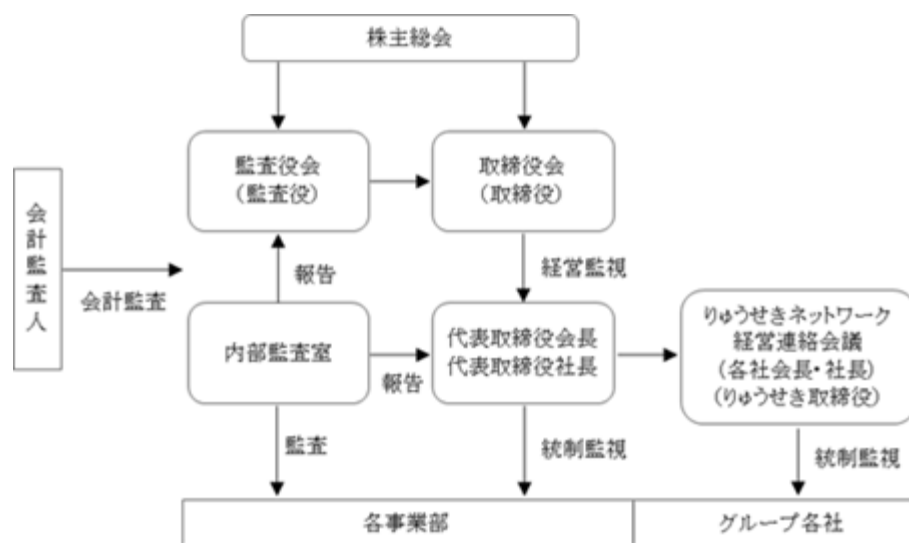 株主総会
監査役会
(監査役)
取締役会
(取締役)
会計監査人
会計監査
報告
経営監視
内部監査室
報告
代表取締役会長
代表取締役社長
りゅうせきネットワーク
経営連絡会議
(各社会長・社長)
(りゅうせき取締役)
監査
統制監視
統制監視
各事業部
グループ各社